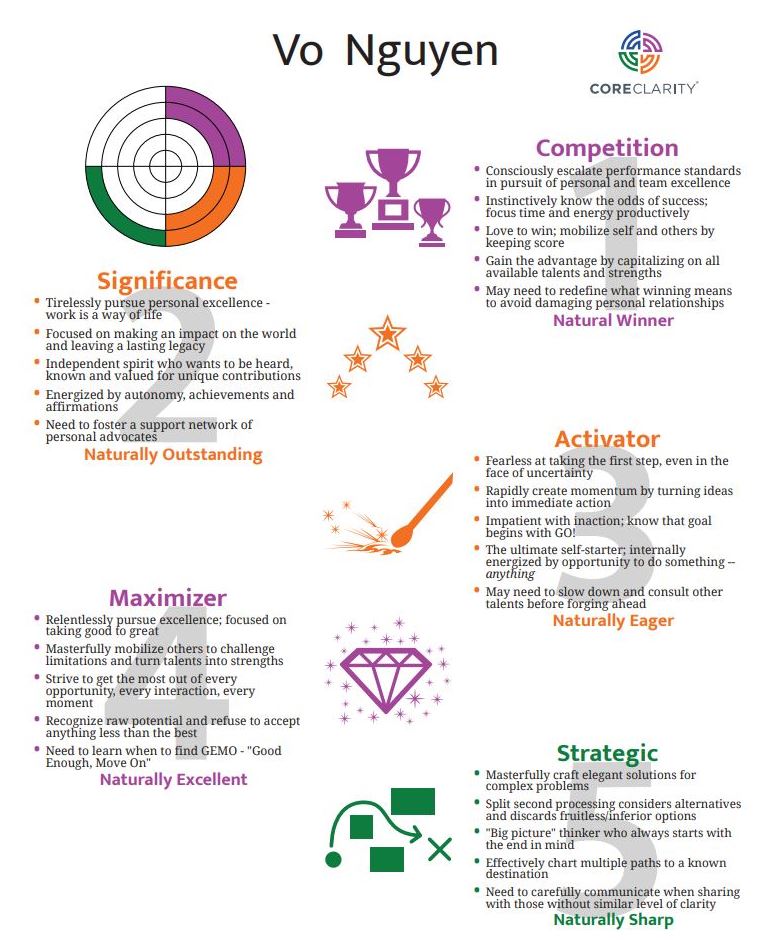 Vo Nguyen
CORECLARITY®
Competition
1
• Consciously escalate performance standards
in pursuit of personal and team excellence
• Instinctively know the odds of success;
focus time and energy productively
• Love to win; mobilize self and others by
keeping score
• Gain the advantage by capitalizing on all
available talents and strengths
• May need to redefine what winning means
to avoid damaging personal relationships
Natural Winner
Significance
2
• Tirelessly pursue personal excellence -
work is a way of life
• Focused on making an impact on the world
and leaving a lasting legacy
• Independent spirit who wants to be heard,
known and valued for unique contributions
• Energized by autonomy, achievements and
affirmations
• Need to foster a support network of
personal advocates
Naturally Outstanding
Activator
3
• Fearless at taking the first step, even in the
face of uncertainty
• Rapidly create momentum by turning ideas
into immediate action
• Impatient with inaction; know that goal
begins with GO!
• The ultimate self-starter; internally
energized by opportunity to do something --
anything
• May need to slow down and consult other
talents before forging ahead
Naturally Eager
Maximizer
4
• Relentlessly pursue excellence; focused on
taking good to great
• Masterfully mobilize others to challenge
limitations and turn talents into strengths
• Strive to get the most out of every
opportunity, every interaction, every
moment
• Recognize raw potential and refuse to accept
anything less than the best
• Need to learn when to find GEMO - "Good
Enough, Move On"
Naturally Excellent
Strategic
5
• Masterfully craft elegant solutions for
complex problems
• Split second processing considers alternatives
and discards fruitless/inferior options
• "Big picture" thinker who always starts with
the end in mind
• Effectively chart multiple paths to a known
destination
• Need to carefully communicate when sharing
with those without similar level of clarity
Naturally Sharp